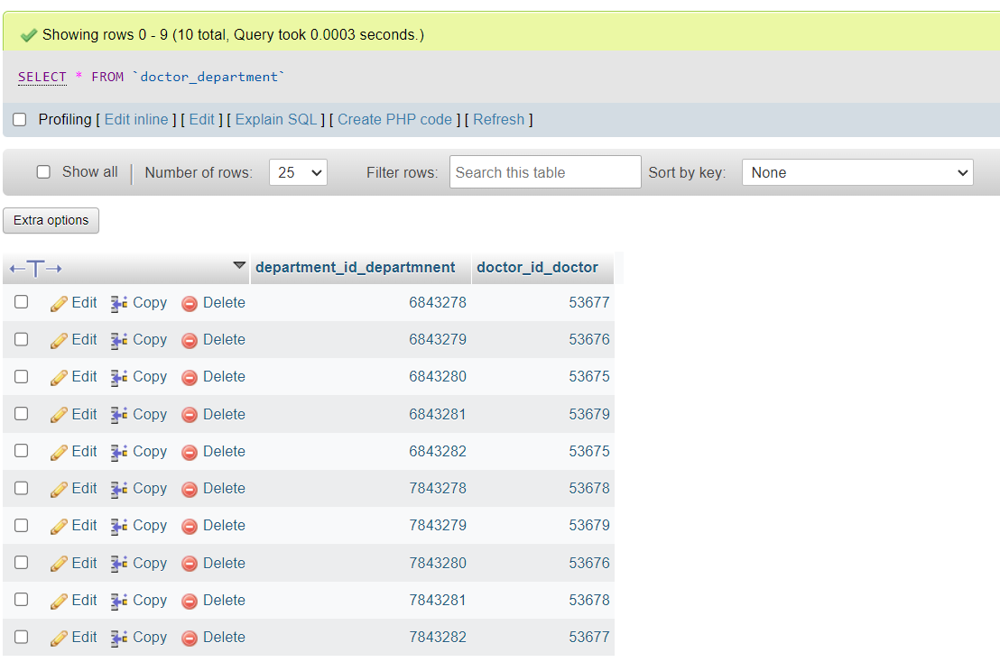 Showing rows 0 - 9 (10 total, Query took 0.0003 seconds.)
SELECT * FROM `doctor_department`
Profiling [ Edit inline ] [ Edit ] [ Explain SQL ] [ Create PHP code ] [ Refresh ]
Show all | Number of rows: 25 Filter rows: Search this table Sort by key: None
Extra options
←T→ department_id_departmnent doctor_id_doctor
Edit Copy Delete 6843278 53677
Edit Copy Delete 6843279 53676
Edit Copy Delete 6843280 53675
Edit Copy Delete 6843281 53679
Edit Copy Delete 6843282 53675
Edit Copy Delete 7843278 53678
Edit Copy Delete 7843279 53679
Edit Copy Delete 7843280 53676
Edit Copy Delete 7843281 53678
Edit Copy Delete 7843282 53677